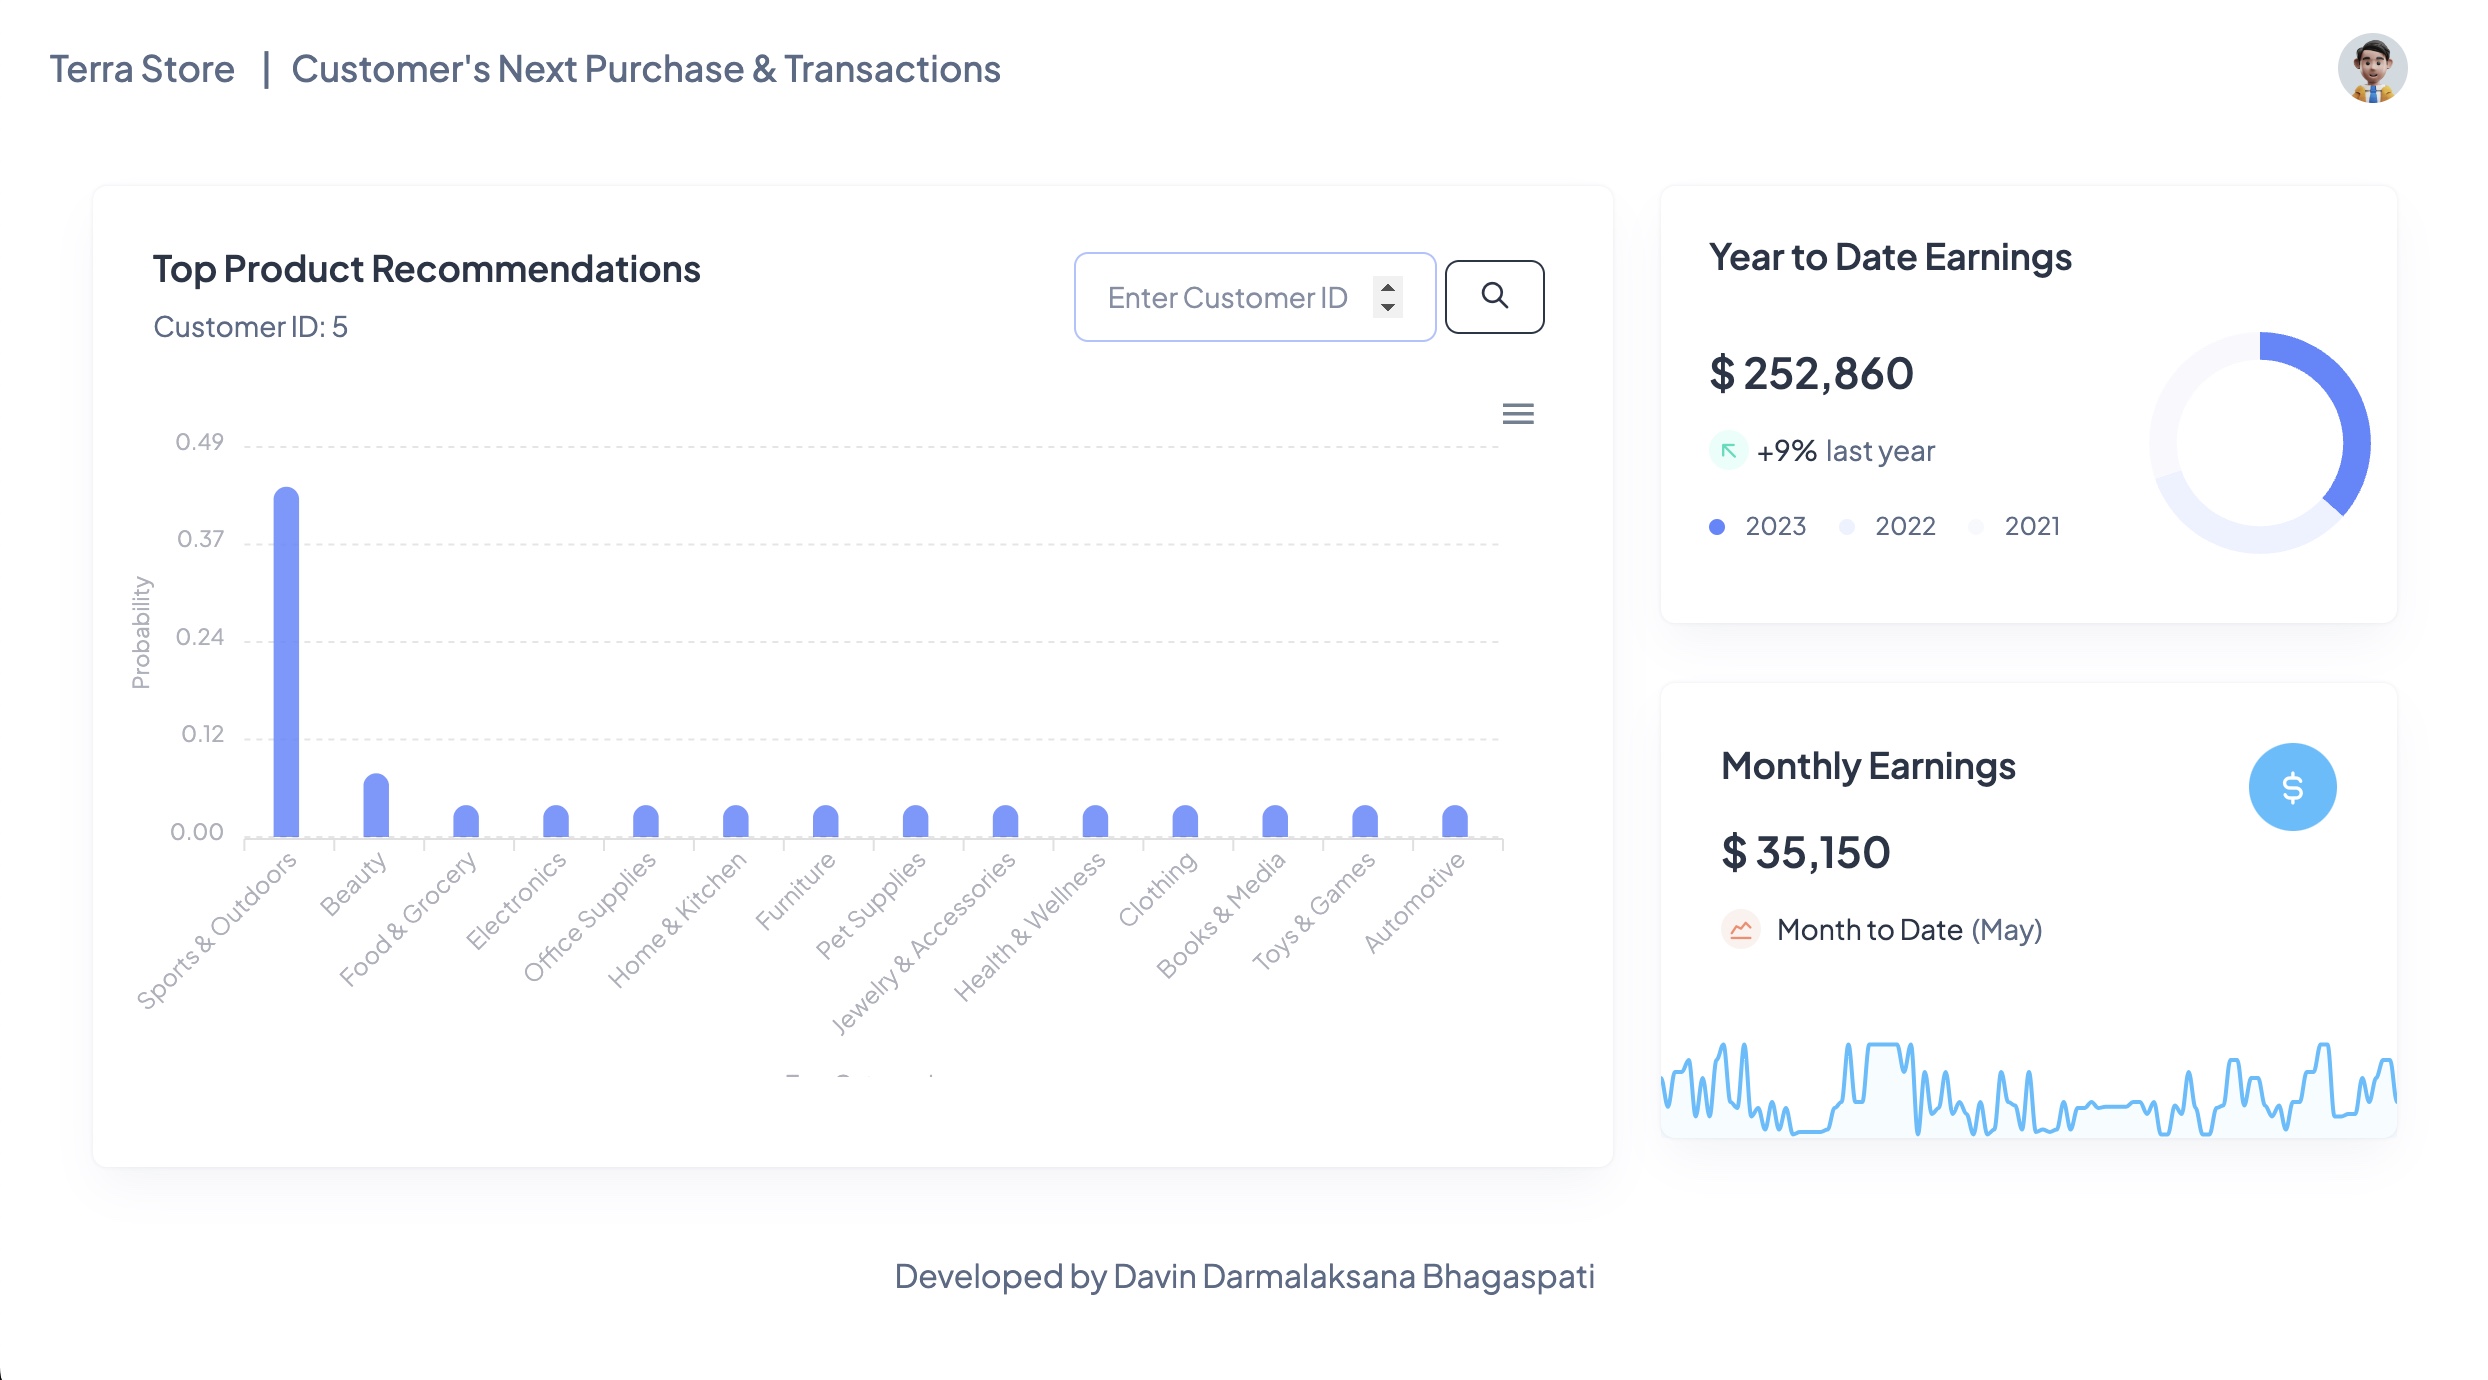 Terra Store | Customer's Next Purchase & Transactions
Top Product Recommendations
Customer ID: 5
Enter Customer ID
0.49
0.37
0.24
0.12
0.00
Probability
Sports & Outdoors
Beauty
Food & Grocery
Electronics
Office Supplies
Home & Kitchen
Furniture
Pet Supplies
Jewelry & Accessories
Health & Wellness
Clothing
Books & Media
Toys & Games
Automotive
Year to Date Earnings
$ 252,860
+9% last year
2023 2022 2021
Monthly Earnings
$
$ 35,150
Month to Date (May)
Developed by Davin Darmalaksana Bhagaspati